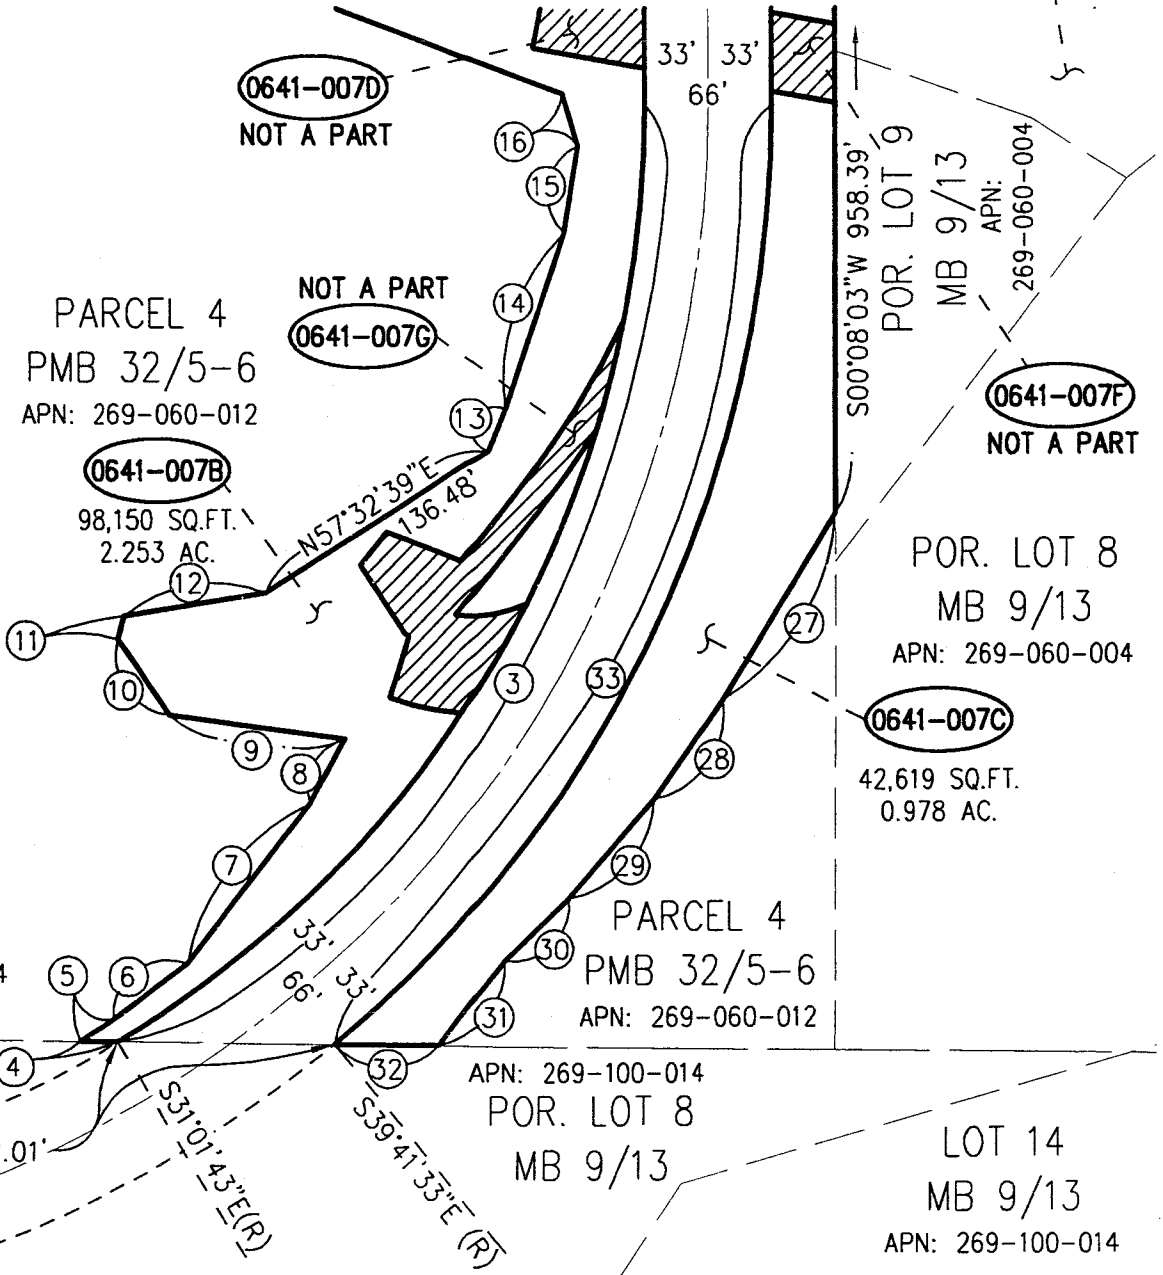 33'
33'
66'
0641-007D
NOT A PART
16
15
S00°08'03"W 958.39'
POR. LOT 9
MB 9/13
APN:
269-060-004
NOT A PART
0641-007G
14
PARCEL 4
PMB 32/5-6
APN: 269-060-012
0641-007B
98,150 SQ.FT.
2.253 AC.
13
N57°32'39"E
136.48'
0641-007F
NOT A PART
12
11
10
9
8
7
POR. LOT 8
MB 9/13
APN: 269-060-004
27
3
33
0641-007C
42,619 SQ.FT.
0.978 AC.
28
29
PARCEL 4
PMB 32/5-6
APN: 269-060-012
30
31
33'
66'
33'
4
5
6
4
32
APN: 269-100-014
POR. LOT 8
MB 9/13
.01'
S31°01'43"E(R)
S39°41'33"E (R)
LOT 14
MB 9/13
APN: 269-100-014